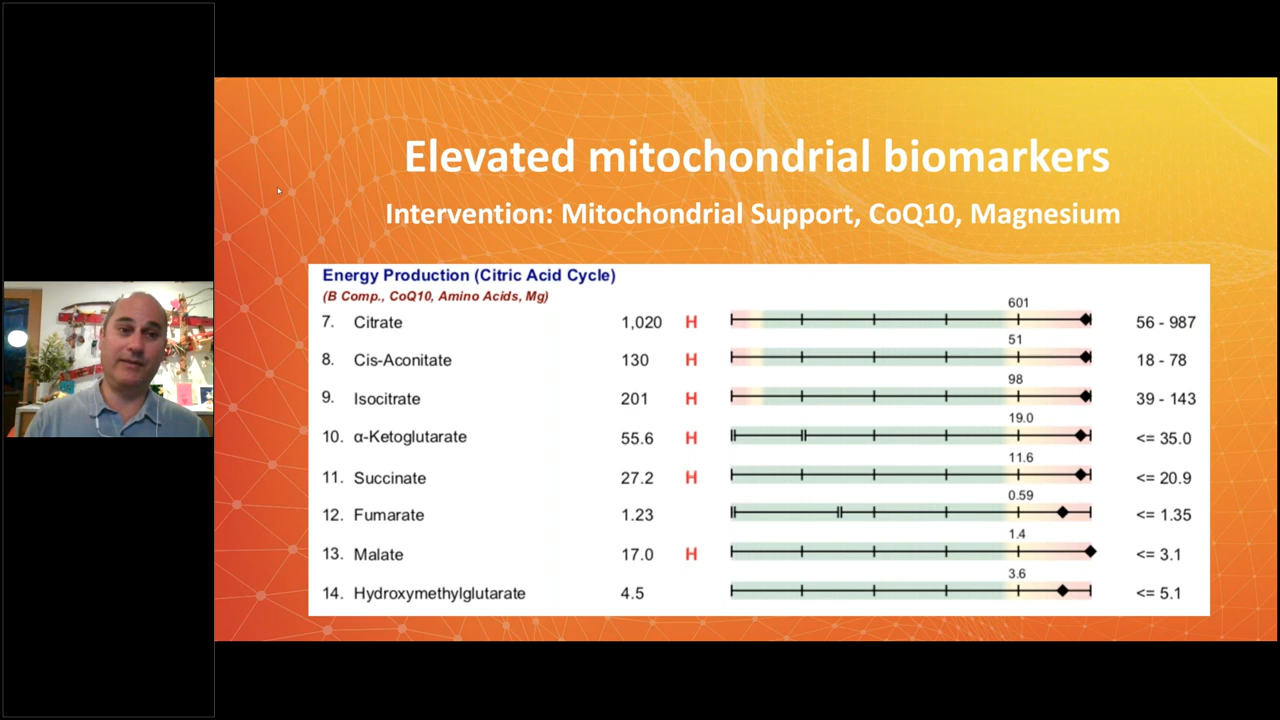 Elevated mitochondrial biomarkers
Intervention: Mitochondrial Support, CoQ10, Magnesium
Energy Production (Citric Acid Cycle)
(B Comp., CoQ10, Amino Acids, Mg)
601
7. Citrate 1,020 H 56 - 987
51
8. Cis-Aconitate 130 H 18 - 78
98
9. Isocitrate 201 H 39 - 143
19.0
10. α-Ketoglutarate 55.6 H <= 35.0
11.6
11. Succinate 27.2 H <= 20.9
0.59
12. Fumarate 1.23 <= 1.35
1.4
13. Malate 17.0 H <= 3.1
3.6
14. Hydroxymethylglutarate 4.5 <= 5.1